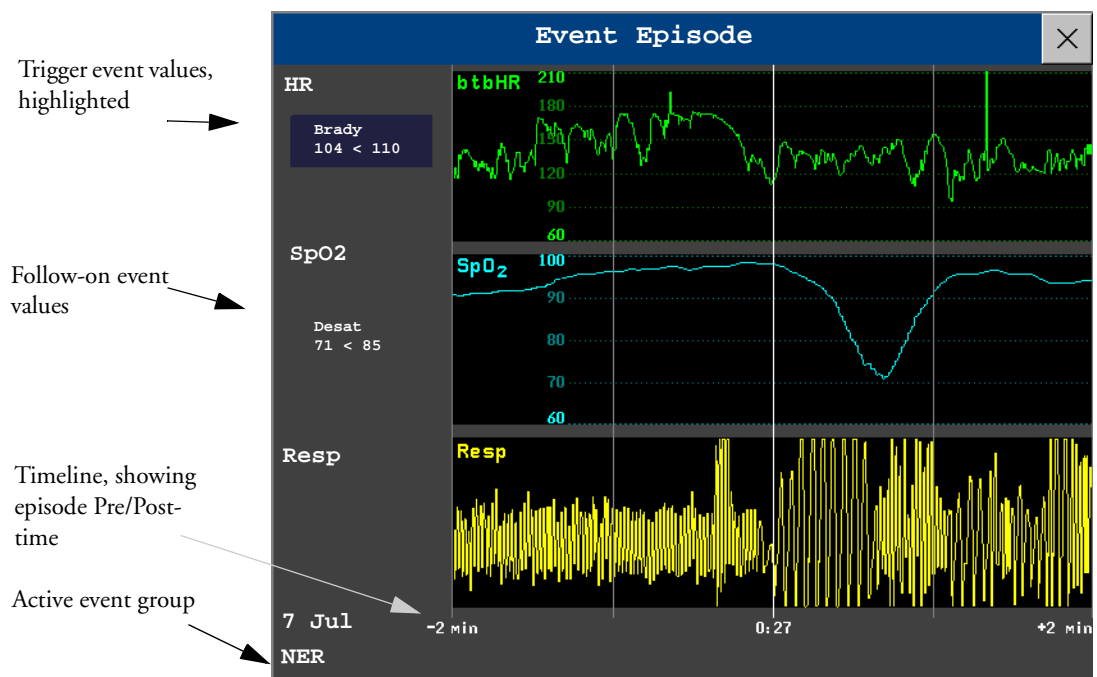 Event Episode
Trigger event values,
highlighted
HR
Brady
104 < 110
btbHR
210
180
150
120
90
60
Follow-on event
values
SpO2
Desat
71 < 85
SpO₂
100
90
80
70
60
Timeline, showing
episode Pre/Post-
time
Resp
Resp
Active event group
7 Jul
-2 min
0:27
+2 min
NER